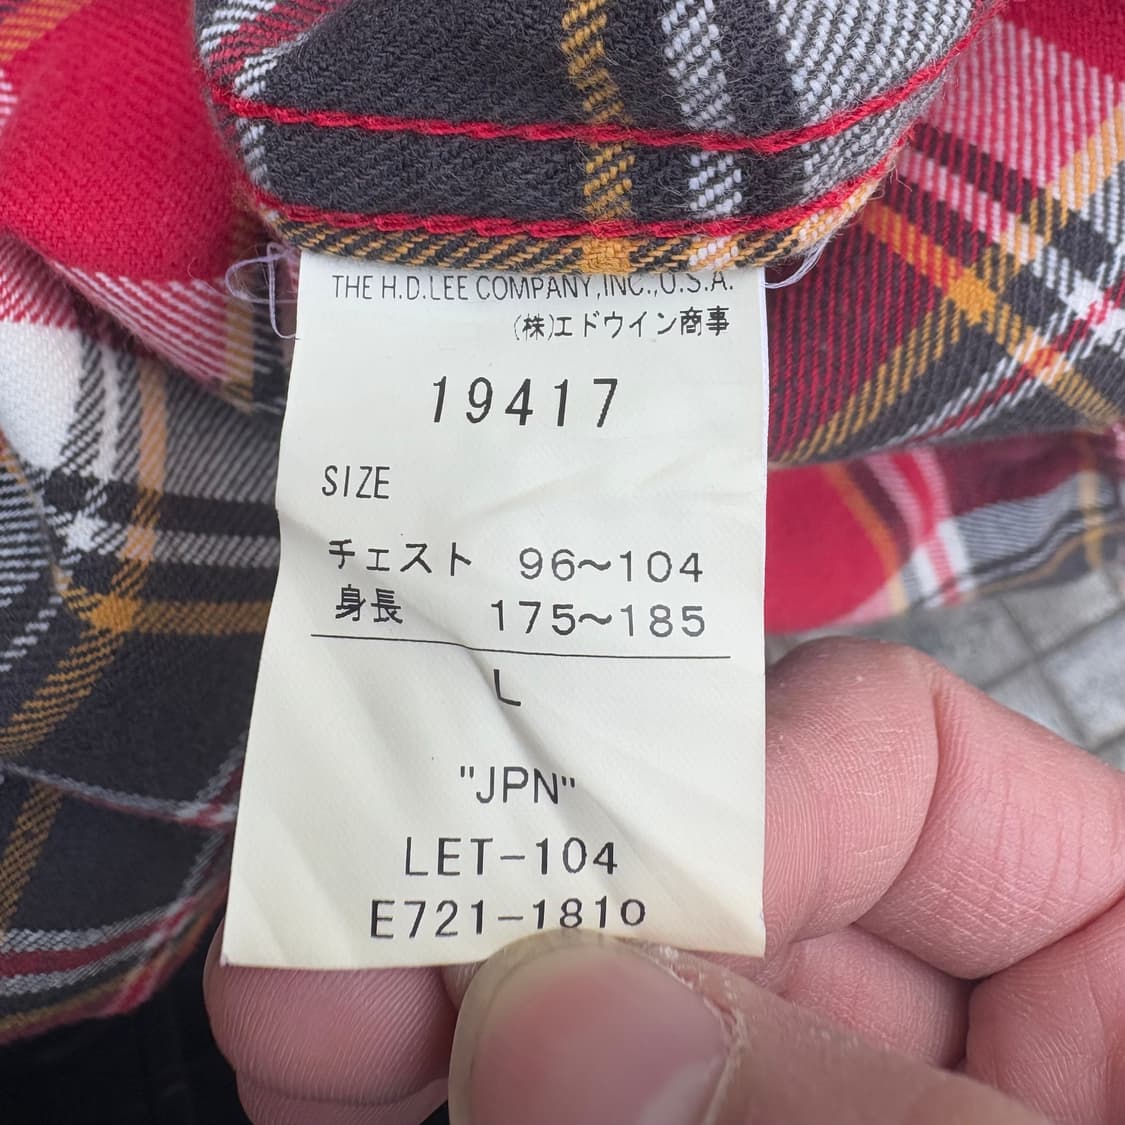 THE H.D.LEE COMPANY,INC.,U.S.A.
(株)エドウイン商事
19417
SIZE
チェスト 96〜104
身長 175〜185
L
"JPN"
LET-104
E721-1810